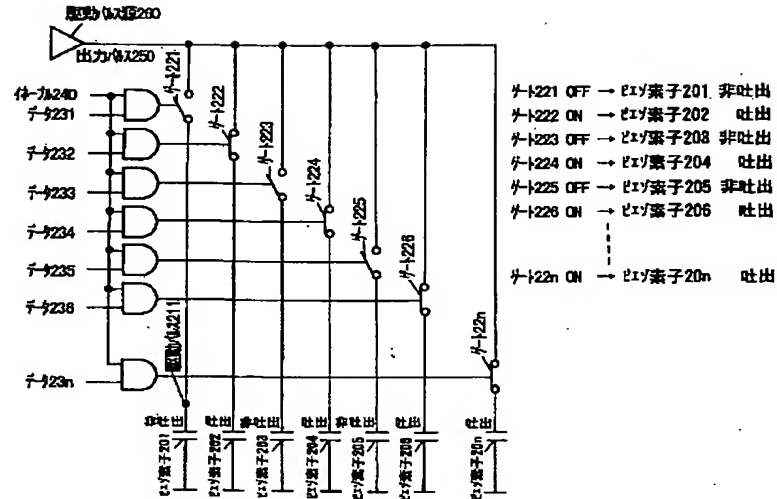 駆動パルス源260
出力パルス250
イネーブル240
データ231
データ232
データ233
データ234
データ235
データ236
データ23n
ゲート221
ゲート222
ゲート223
ゲート224
ゲート225
ゲート226
ゲート22n
駆動パルス211
非吐出
吐出
非吐出
吐出
非吐出
吐出
吐出
ピエゾ素子201
ピエゾ素子202
ピエゾ素子203
ピエゾ素子204
ピエゾ素子205
ピエゾ素子206
ピエゾ素子20n
ゲート221 OFF → ピエゾ素子201 非吐出
ゲート222 ON → ピエゾ素子202 吐出
ゲート223 OFF → ピエゾ素子203 非吐出
ゲート224 ON → ピエゾ素子204 吐出
ゲート225 OFF → ピエゾ素子205 非吐出
ゲート226 ON → ピエゾ素子206 吐出
ゲート22n ON → ピエゾ素子20n 吐出